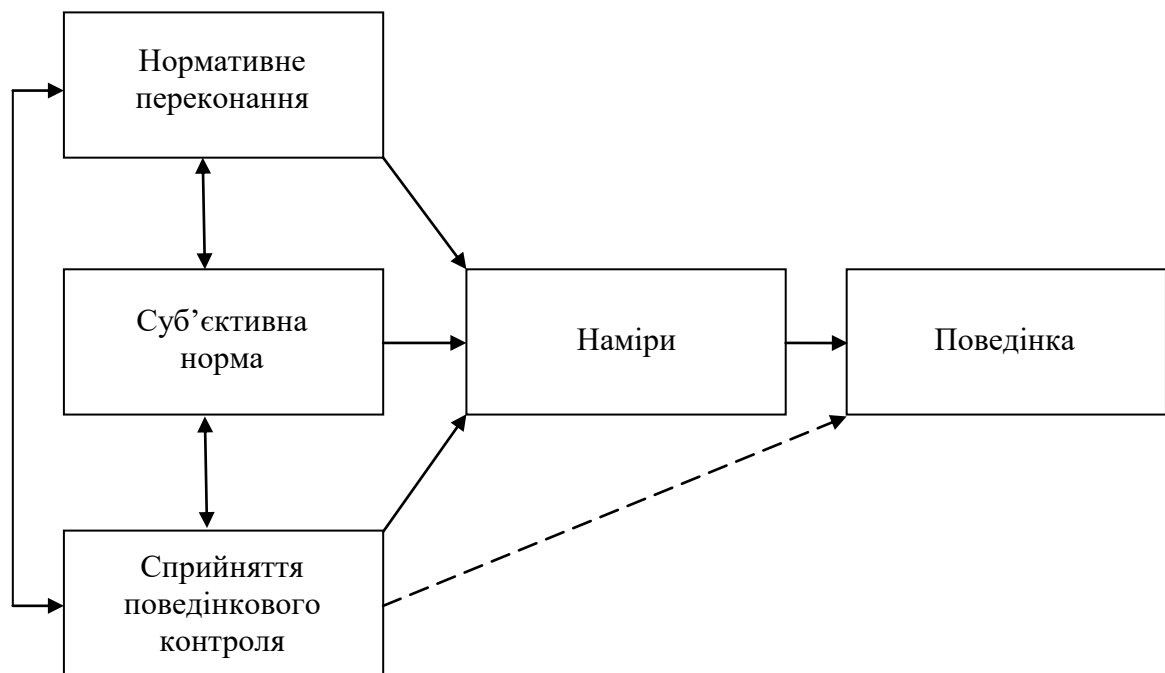 Нормативне
переконання
Суб’єктивна
норма
Наміри
Поведінка
Сприйняття
поведінкового
контроля